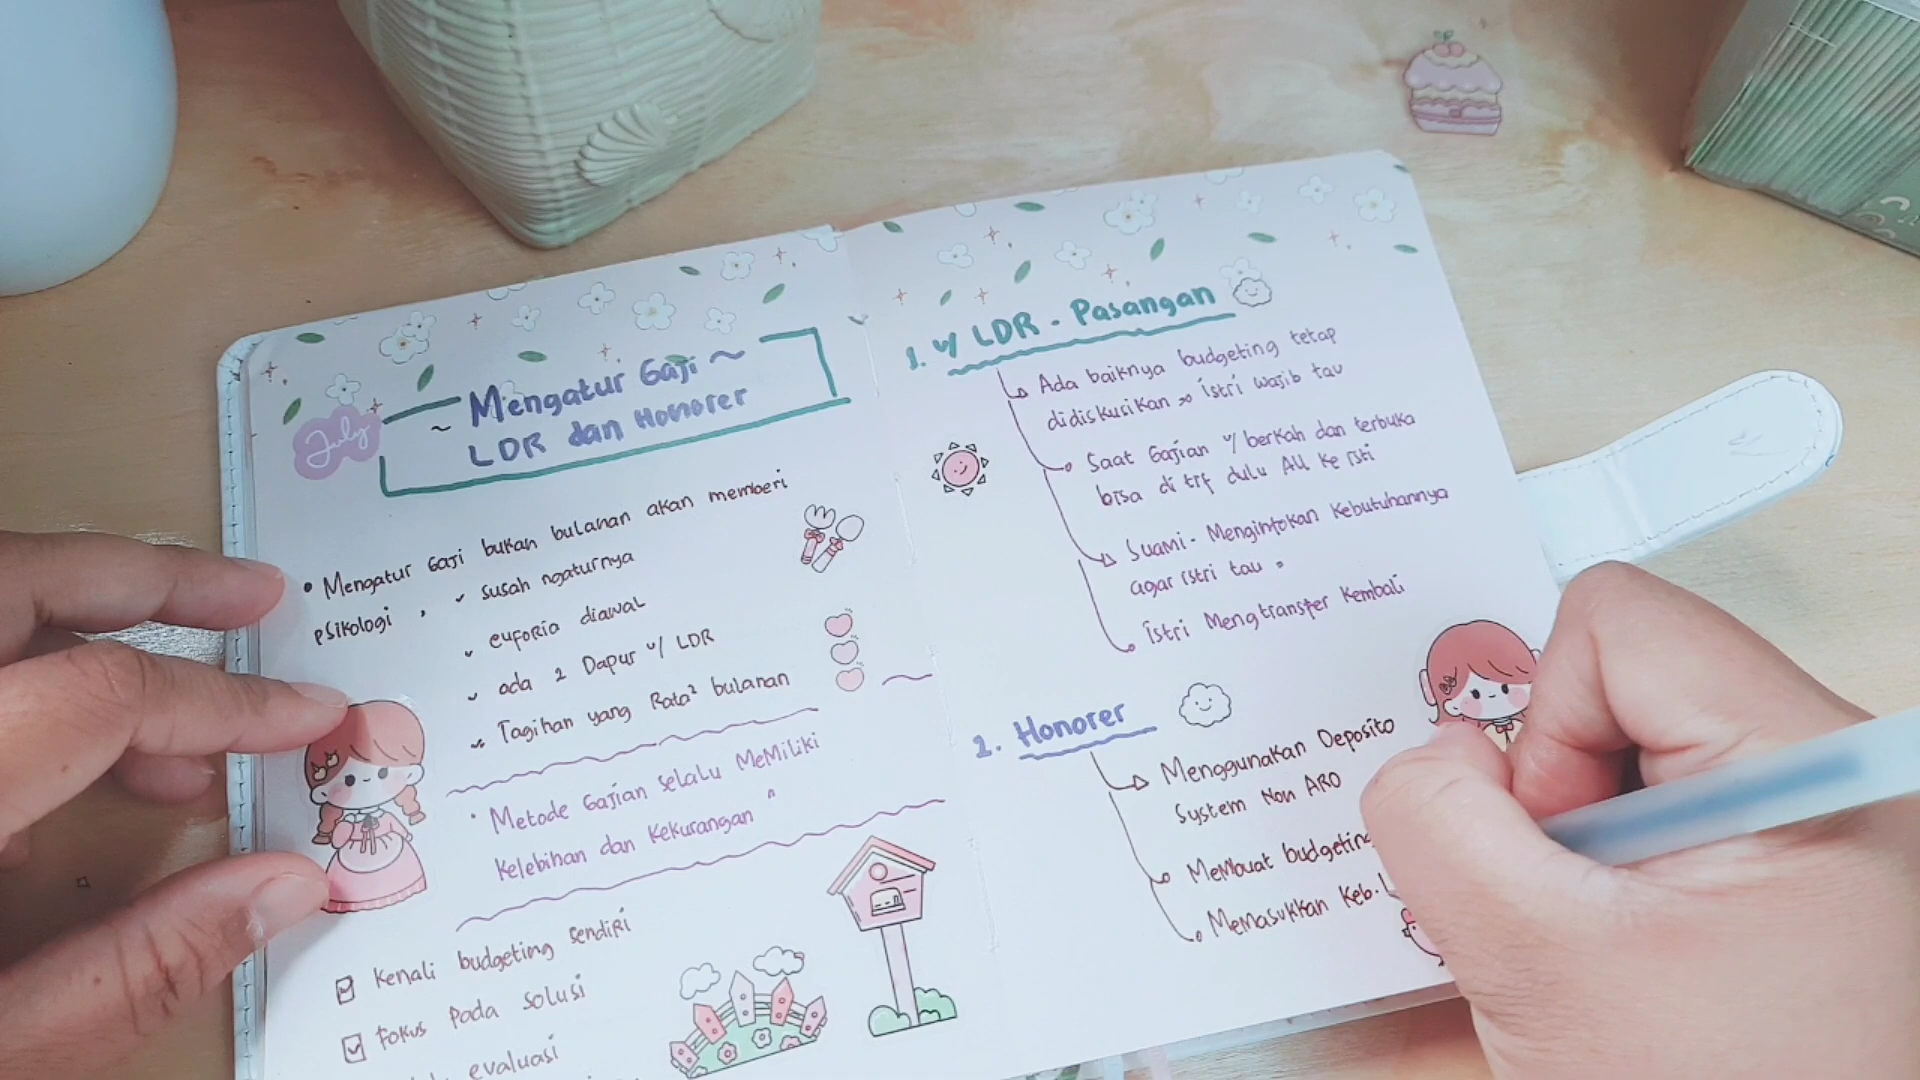 July
~ Mengatur Gaji ~
LDR dan Honorer
• Mengatur Gaji bukan bulanan akan memberi
psikologi,
susah ngaturnya
euforia diawal
ada 2 Dapur u/ LDR
Tagihan yang Rata² bulanan
• Metode Gajian selalu Memiliki
Kelebihan dan Kekurangan
Kenali budgeting sendiri
Fokus pada solusi
evaluasi
1. u/ LDR - Pasangan
Ada baiknya budgeting tetap
didiskusikan istri wajib tau
Saat Gajian u/ berkah dan terbuka
bisa di trf dulu All ke isti
Suami - Menginfokan Kebutuhannya
agar istri tau
istri Mengtransfer Kembali
2. Honorer
Menggunakan Deposito
System Non ARO
Membuat budgeting
Memasukkan Keb.